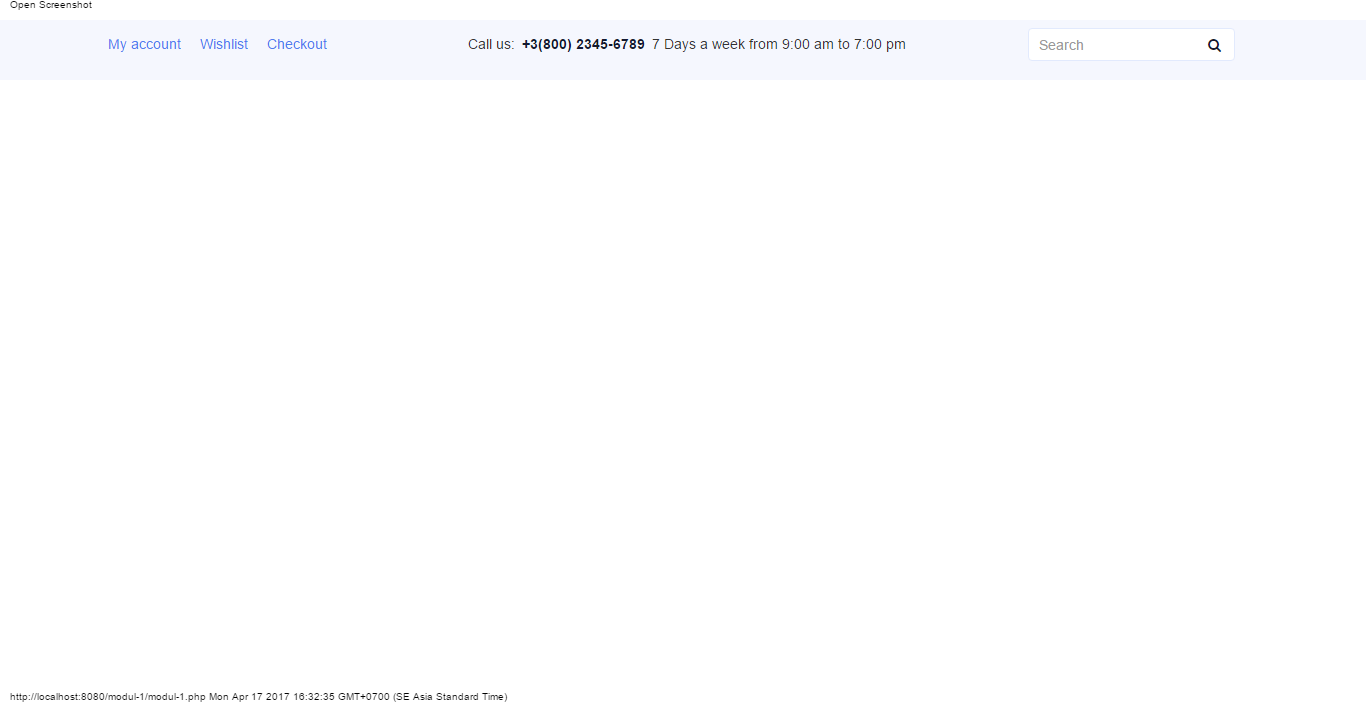 Open Screenshot
My account Wishlist Checkout Call us: +3(800) 2345-6789 7 Days a week from 9:00 am to 7:00 pm Search
http://localhost:8080/modul-1/modul-1.php Mon Apr 17 2017 16:32:35 GMT+0700 (SE Asia Standard Time)